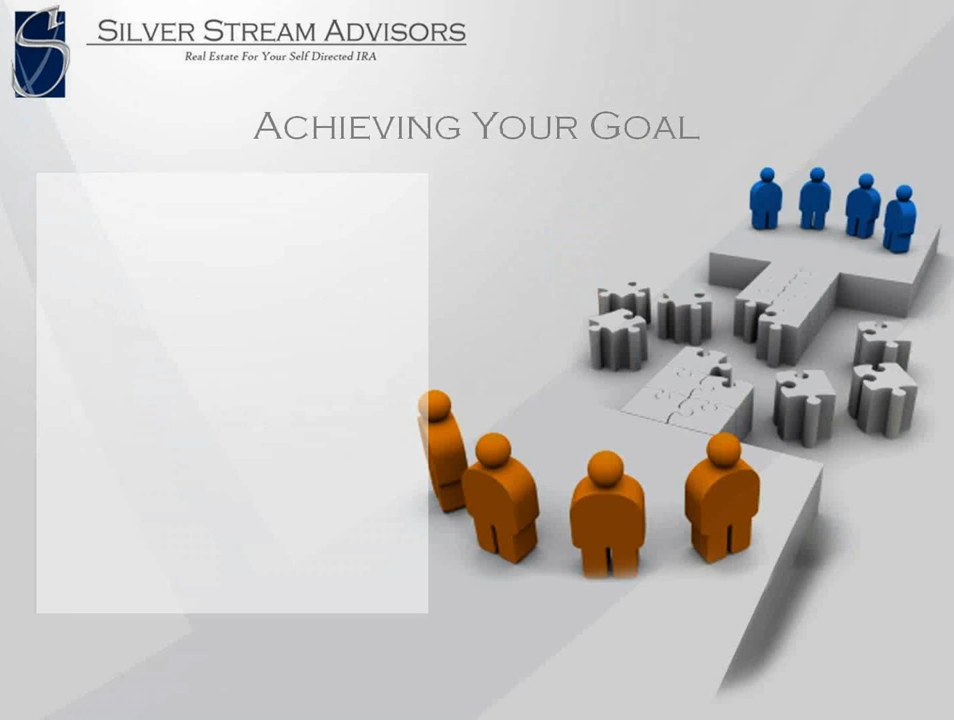 SILVER STREAM ADVISORS
Real Estate For Your Self Directed IRA
ACHIEVING YOUR GOAL